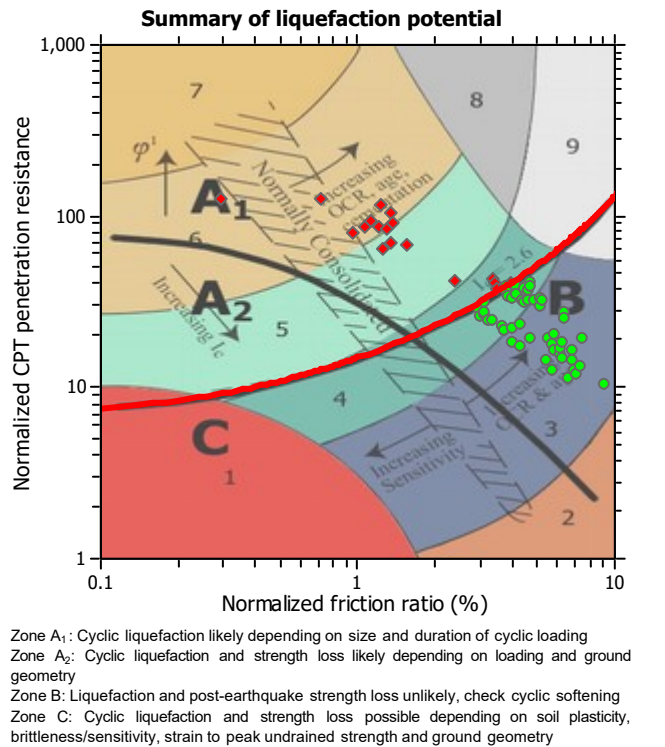 Summary of liquefaction potential
1,000
100
10
1
0.1
1
10
Normalized CPT penetration resistance
Normalized friction ratio (%)
7
8
9
φ'
A1
Increasing
OCR, age,
cementation
Normally Consolidated
6
A2
Increasing Ic
5
Ic = 2.6
B
4
C
1
Increasing
OCR & age
3
Increasing
Sensitivity
2
Zone A₁: Cyclic liquefaction likely depending on size and duration of cyclic loading
Zone A₂: Cyclic liquefaction and strength loss likely depending on loading and ground
geometry
Zone B: Liquefaction and post-earthquake strength loss unlikely, check cyclic softening
Zone C: Cyclic liquefaction and strength loss possible depending on soil plasticity,
brittleness/sensitivity, strain to peak undrained strength and ground geometry